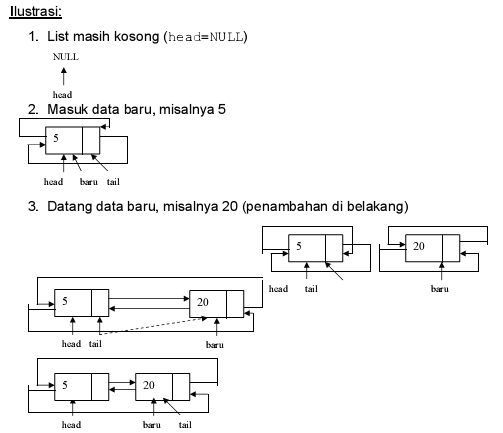 Ilustrasi:
1. List masih kosong (head=NULL)
NULL
head
2. Masuk data baru, misalnya 5
5
head baru tail
3. Datang data baru, misalnya 20 (penambahan di belakang)
5 20
head tail baru
5 20
head tail baru
5 20
head baru tail